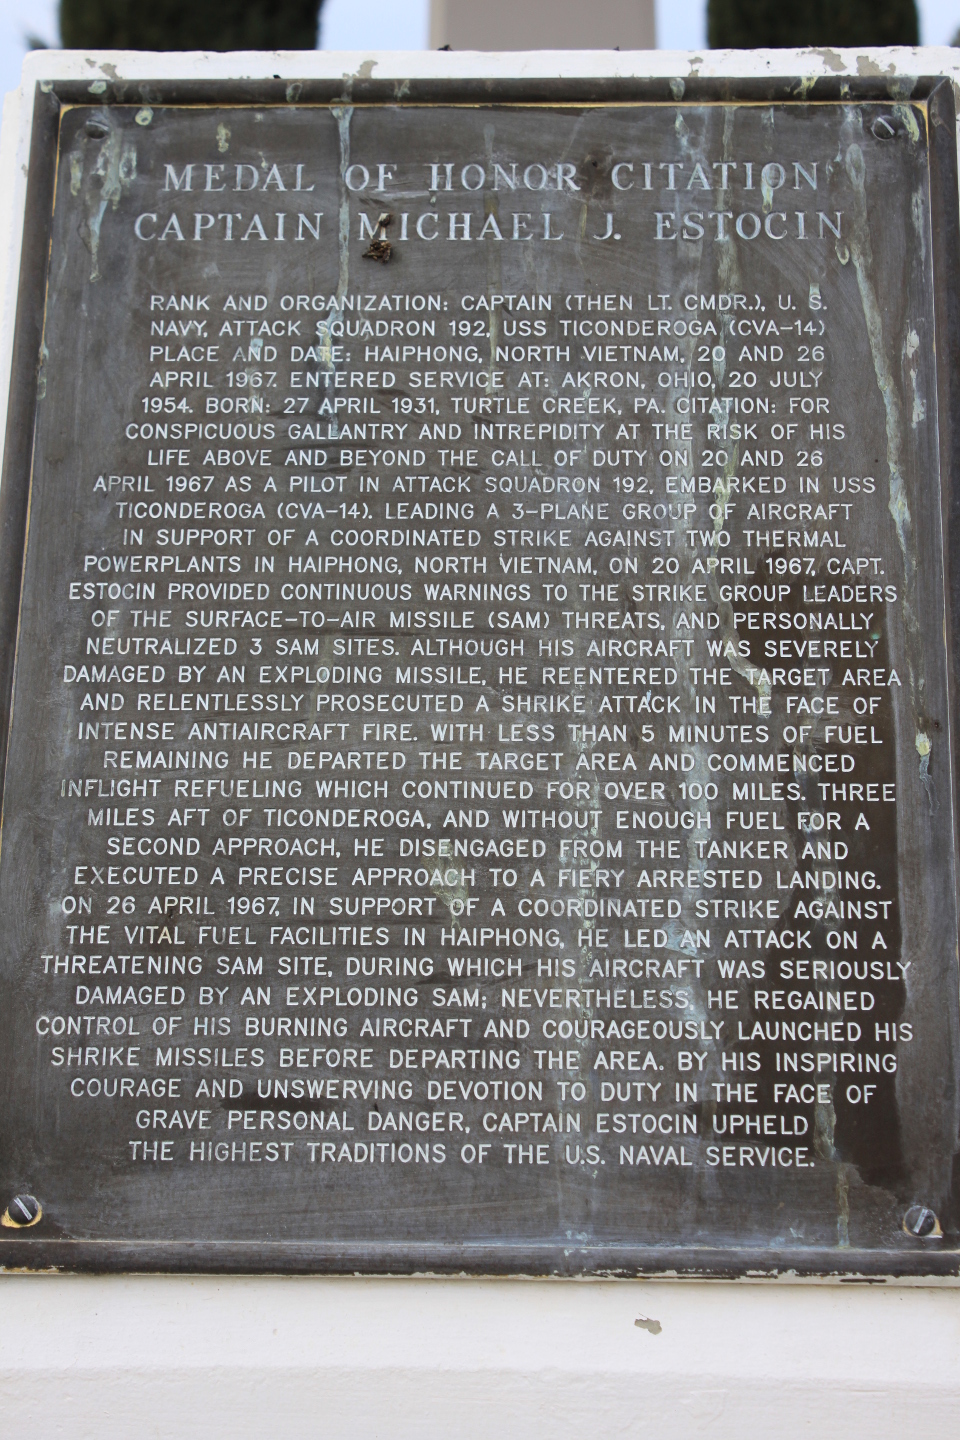 MEDAL OF HONOR CITATION
CAPTAIN MICHAEL J. ESTOCIN
RANK AND ORGANIZATION: CAPTAIN (THEN LT. CMDR.), U. S.
NAVY, ATTACK SQUADRON 192, USS TICONDEROGA (CVA-14)
PLACE AND DATE: HAIPHONG, NORTH VIETNAM, 20 AND 26
APRIL 1967. ENTERED SERVICE AT: AKRON, OHIO, 20 JULY
1954. BORN: 27 APRIL 1931, TURTLE CREEK, PA. CITATION: FOR
CONSPICUOUS GALLANTRY AND INTREPIDITY AT THE RISK OF HIS
LIFE ABOVE AND BEYOND THE CALL OF DUTY ON 20 AND 26
APRIL 1967 AS A PILOT IN ATTACK SQUADRON 192, EMBARKED IN USS
TICONDEROGA (CVA-14). LEADING A 3-PLANE GROUP OF AIRCRAFT
IN SUPPORT OF A COORDINATED STRIKE AGAINST TWO THERMAL
POWERPLANTS IN HAIPHONG, NORTH VIETNAM, ON 20 APRIL 1967, CAPT.
ESTOCIN PROVIDED CONTINUOUS WARNINGS TO THE STRIKE GROUP LEADERS
OF THE SURFACE-TO-AIR MISSILE (SAM) THREATS, AND PERSONALLY
NEUTRALIZED 3 SAM SITES. ALTHOUGH HIS AIRCRAFT WAS SEVERELY
DAMAGED BY AN EXPLODING MISSILE, HE REENTERED THE TARGET AREA
AND RELENTLESSLY PROSECUTED A SHRIKE ATTACK IN THE FACE OF
INTENSE ANTIAIRCRAFT FIRE. WITH LESS THAN 5 MINUTES OF FUEL
REMAINING HE DEPARTED THE TARGET AREA AND COMMENCED
INFLIGHT REFUELING WHICH CONTINUED FOR OVER 100 MILES. THREE
MILES AFT OF TICONDEROGA, AND WITHOUT ENOUGH FUEL FOR A
SECOND APPROACH, HE DISENGAGED FROM THE TANKER AND
EXECUTED A PRECISE APPROACH TO A FIERY ARRESTED LANDING.
ON 26 APRIL 1967, IN SUPPORT OF A COORDINATED STRIKE AGAINST
THE VITAL FUEL FACILITIES IN HAIPHONG, HE LED AN ATTACK ON A
THREATENING SAM SITE, DURING WHICH HIS AIRCRAFT WAS SERIOUSLY
DAMAGED BY AN EXPLODING SAM; NEVERTHELESS, HE REGAINED
CONTROL OF HIS BURNING AIRCRAFT AND COURAGEOUSLY LAUNCHED HIS
SHRIKE MISSILES BEFORE DEPARTING THE AREA. BY HIS INSPIRING
COURAGE AND UNSWERVING DEVOTION TO DUTY IN THE FACE OF
GRAVE PERSONAL DANGER, CAPTAIN ESTOCIN UPHELD
THE HIGHEST TRADITIONS OF THE U.S. NAVAL SERVICE.